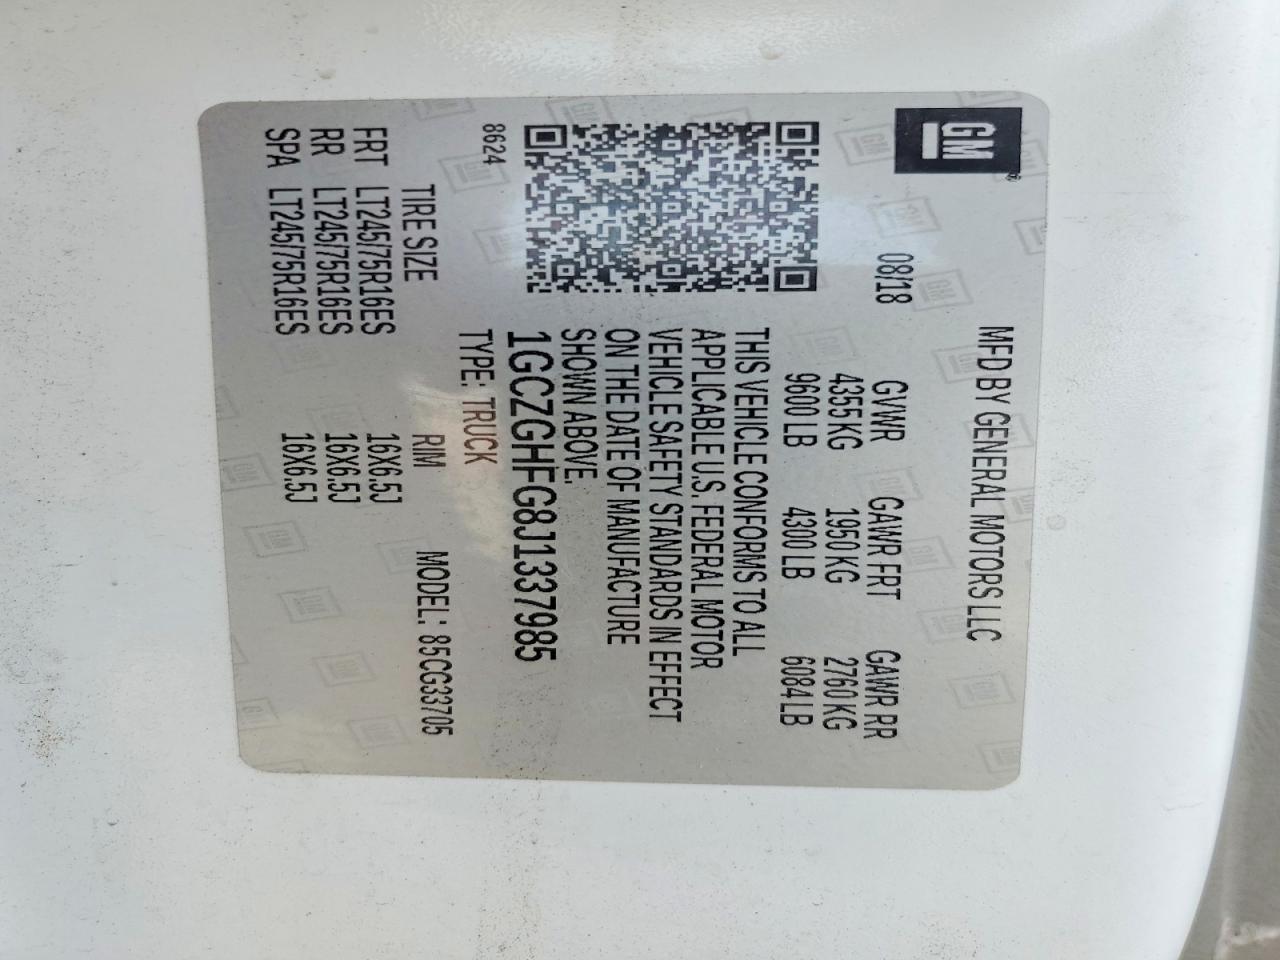 GM
MFD BY GENERAL MOTORS LLC
08/18
GVWR GAWR FRT GAWR RR
4355 KG 1950 KG 2760 KG
9600 LB 4300 LB 6084 LB
THIS VEHICLE CONFORMS TO ALL
APPLICABLE U.S. FEDERAL MOTOR
VEHICLE SAFETY STANDARDS IN EFFECT
ON THE DATE OF MANUFACTURE
SHOWN ABOVE.
1GCZGHFG8J1337985
8624
TYPE: TRUCK
MODEL: 85CG33705
TIRE SIZE RIM
FRT LT245/75R16ES 16X6.5J
RR LT245/75R16ES 16X6.5J
SPA LT245/75R16ES 16X6.5J